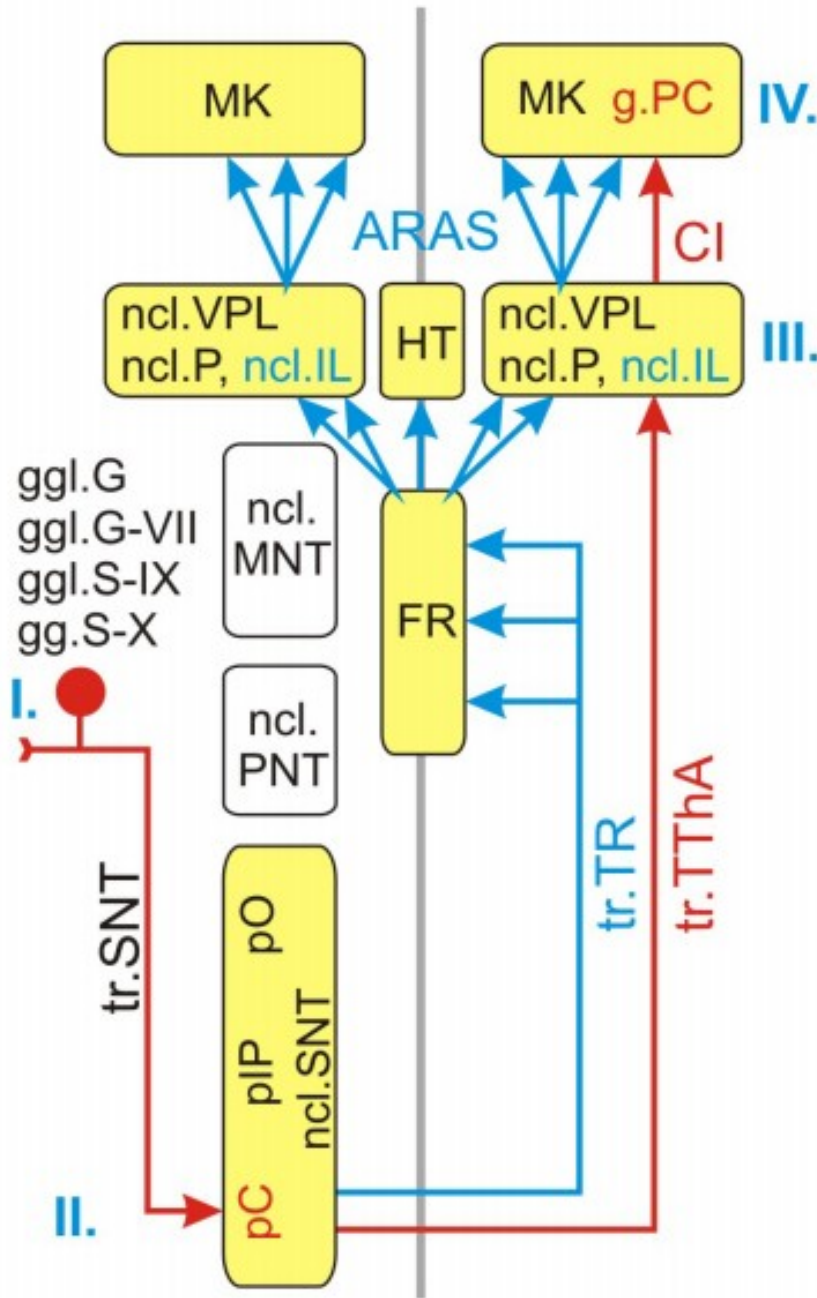 MK
MK g.PC
IV.
ARAS
CI
ncl.VPL
ncl.P, ncl.IL
HT
ncl.VPL
ncl.P, ncl.IL
III.
ggl.G
ggl.G-VII
ggl.S-IX
gg.S-X
ncl.
MNT
FR
I.
ncl.
PNT
tr.SNT
tr.TR
tr.TThA
pO
pIP
ncl.SNT
pC
II.